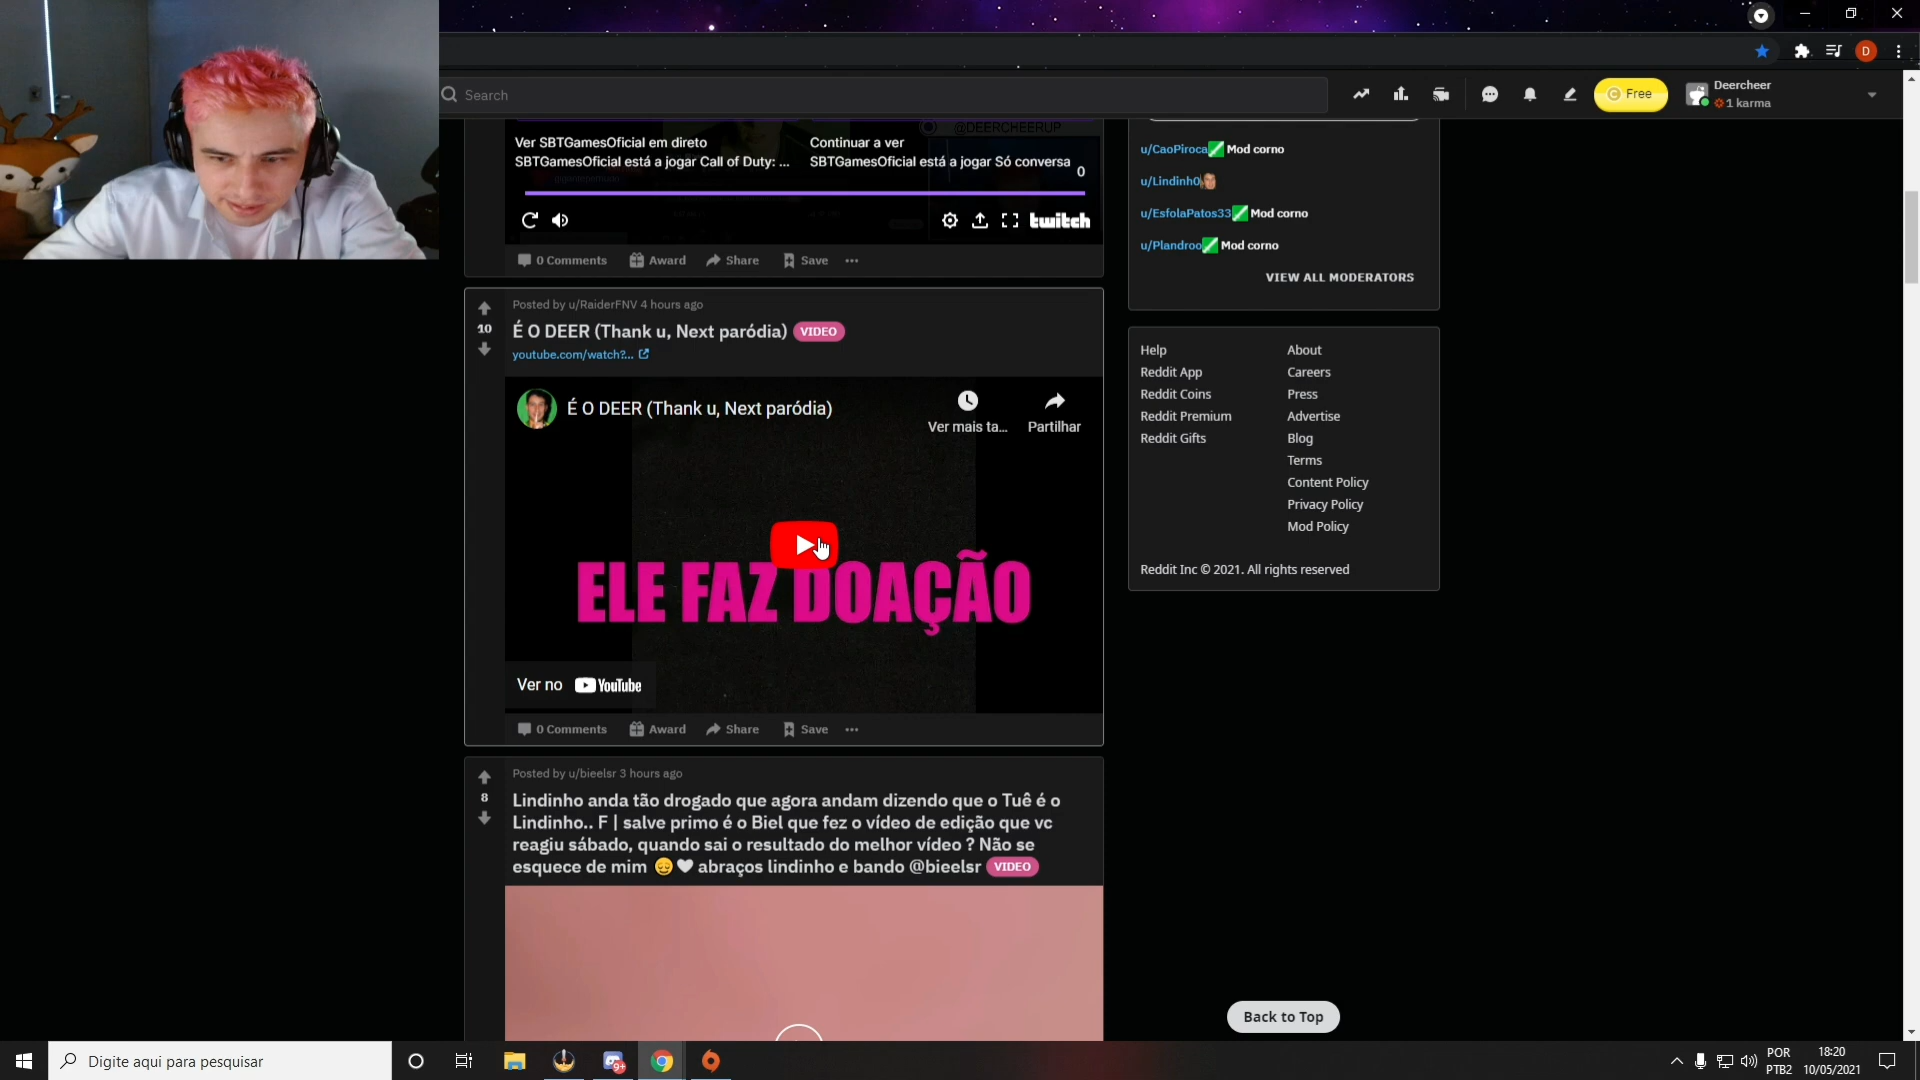 D
Search
Free
Deercheer
1 karma
@DEERCHEERUP
Ver SBTGamesOficial em direto
SBTGamesOficial está a jogar Call of Duty: ...
Continuar a ver
SBTGamesOficial está a jogar Só conversa
0
twitch
0 Comments
Award
Share
Save
u/CaoPiroca Mod corno
u/Lindinh0
u/EsfolaPatos33 Mod corno
u/Plandroo Mod corno
VIEW ALL MODERATORS
Posted by u/RaiderFNV 4 hours ago
10
É O DEER (Thank u, Next paródia) VIDEO
youtube.com/watch?...
É O DEER (Thank u, Next paródia)
Ver mais ta...
Partilhar
ELE FAZ DOAÇÃO
Ver no YouTube
0 Comments
Award
Share
Save
Help
Reddit App
Reddit Coins
Reddit Premium
Reddit Gifts
About
Careers
Press
Advertise
Blog
Terms
Content Policy
Privacy Policy
Mod Policy
Reddit Inc © 2021. All rights reserved
Posted by u/bieelsr 3 hours ago
8
Lindinho anda tão drogado que agora andam dizendo que o Tuê é o
Lindinho.. F | salve primo é o Biel que fez o vídeo de edição que vc
reagiu sábado, quando sai o resultado do melhor vídeo ? Não se
esquece de mim 😔🤍 abraços lindinho e bando @bieelsr VIDEO
Back to Top
Digite aqui para pesquisar
9+
POR
PTB2
18:20
10/05/2021